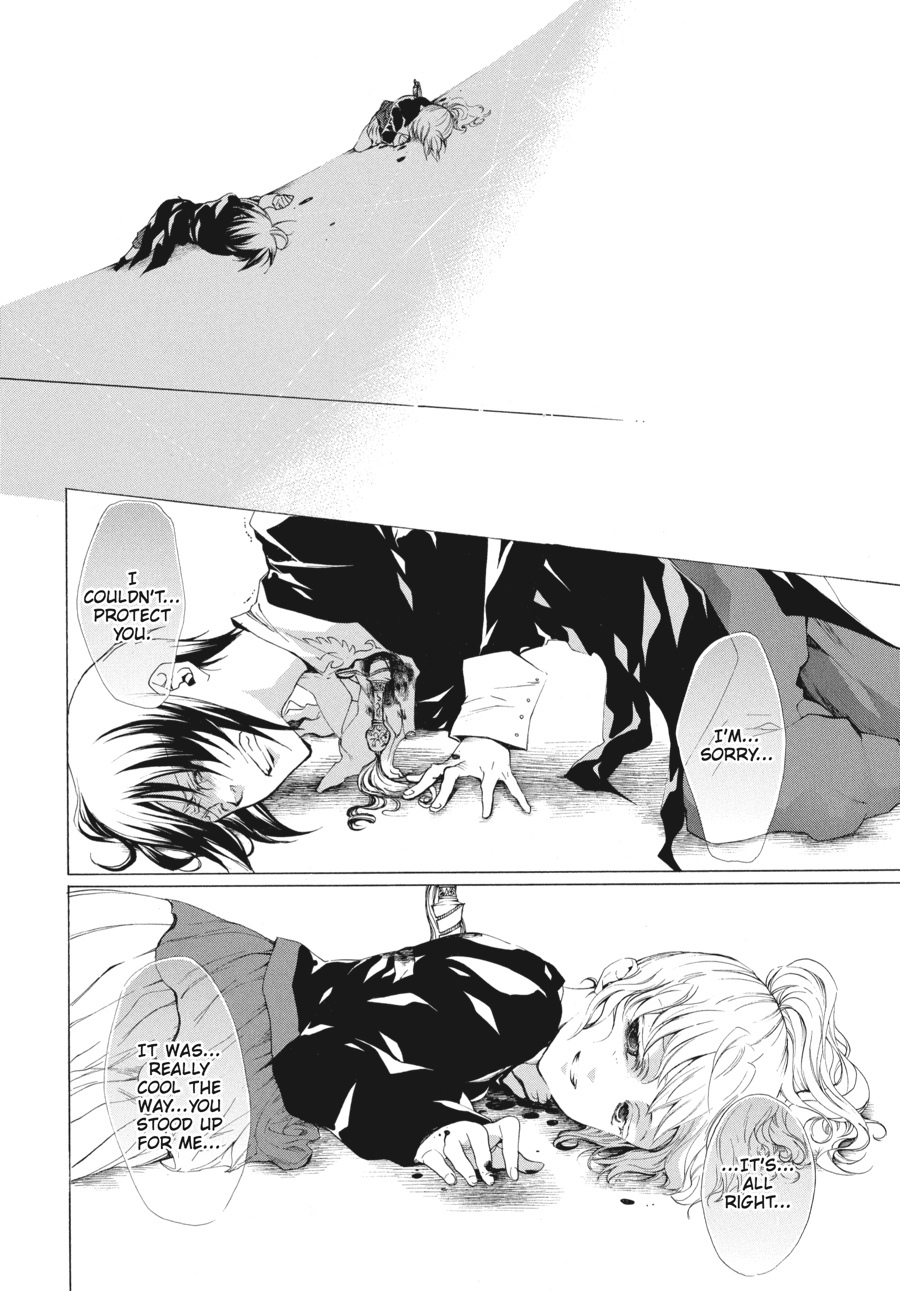 I'M...
SORRY...
I
COULDN'T...
PROTECT
YOU.
...IT'S...
ALL
RIGHT...
IT WAS...
REALLY
COOL THE
WAY...YOU
STOOD UP
FOR ME...